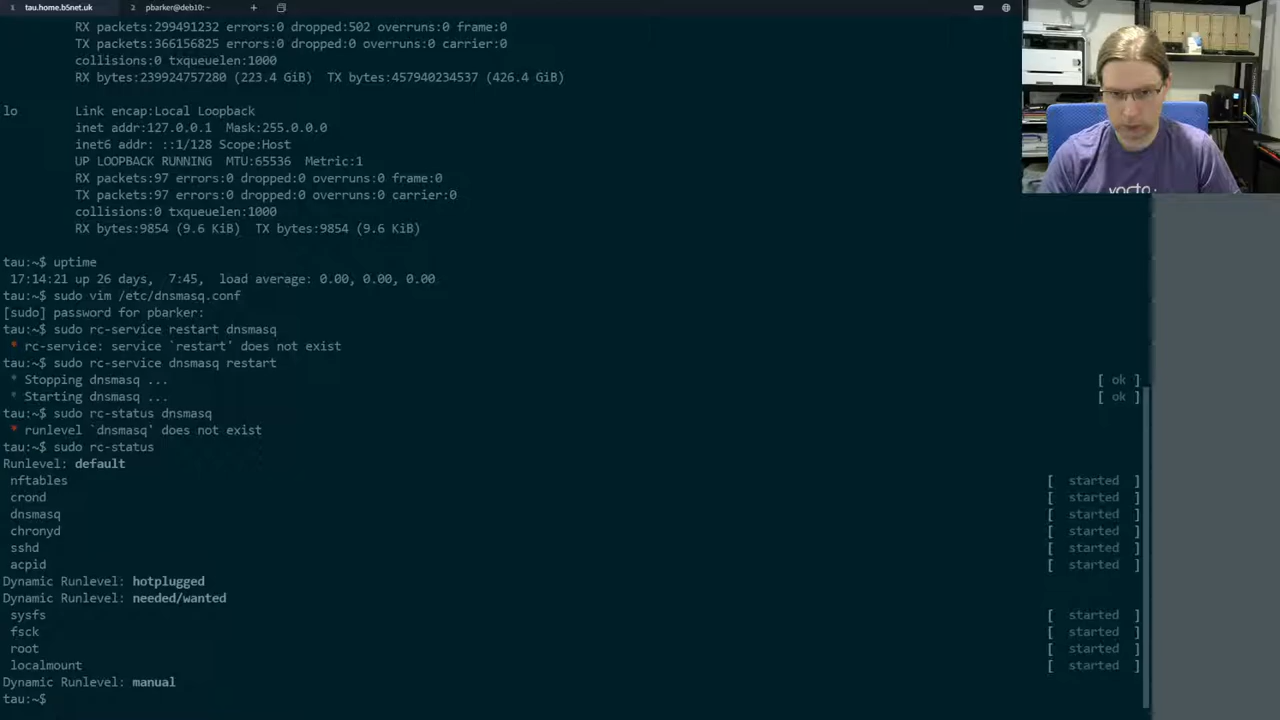 tau.home.b5net.uk 2 pbarker@deb10:~ +
RX packets:299491232 errors:0 dropped:502 overruns:0 frame:0
TX packets:366156825 errors:0 dropped:0 overruns:0 carrier:0
collisions:0 txqueuelen:1000
RX bytes:239924757280 (223.4 GiB) TX bytes:457940234537 (426.4 GiB)
lo Link encap:Local Loopback
inet addr:127.0.0.1 Mask:255.0.0.0
inet6 addr: ::1/128 Scope:Host
UP LOOPBACK RUNNING MTU:65536 Metric:1
RX packets:97 errors:0 dropped:0 overruns:0 frame:0
TX packets:97 errors:0 dropped:0 overruns:0 carrier:0
collisions:0 txqueuelen:1000
RX bytes:9854 (9.6 KiB) TX bytes:9854 (9.6 KiB)
tau:~$ uptime
17:14:21 up 26 days, 7:45, load average: 0.00, 0.00, 0.00
tau:~$ sudo vim /etc/dnsmasq.conf
[sudo] password for pbarker:
tau:~$ sudo rc-service restart dnsmasq
* rc-service: service `restart' does not exist
tau:~$ sudo rc-service dnsmasq restart
* Stopping dnsmasq ... [ ok ]
* Starting dnsmasq ... [ ok ]
tau:~$ sudo rc-status dnsmasq
* runlevel `dnsmasq' does not exist
tau:~$ sudo rc-status
Runlevel: default
nftables [ started ]
crond [ started ]
dnsmasq [ started ]
chronyd [ started ]
sshd [ started ]
acpid [ started ]
Dynamic Runlevel: hotplugged
Dynamic Runlevel: needed/wanted
sysfs [ started ]
fsck [ started ]
root [ started ]
localmount [ started ]
Dynamic Runlevel: manual
tau:~$